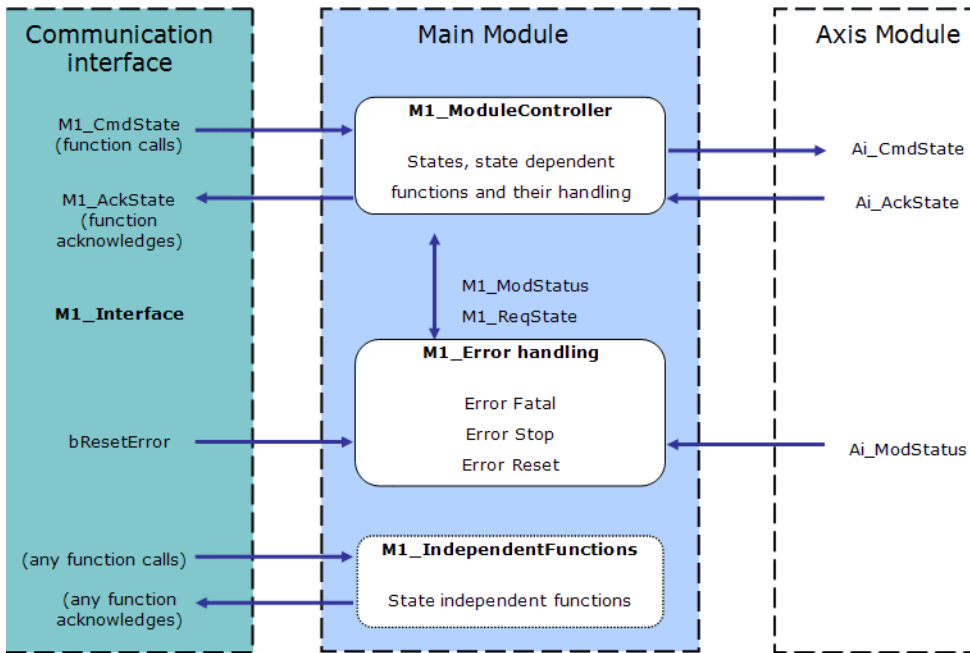 Communication
interface
M1_CmdState
(function calls)
M1_AckState
(function
acknowledges)
M1_Interface
bResetError
(any function calls)
(any function
acknowledges)
Main Module
M1_ModuleController
States, state dependent
functions and their handling
M1_ModStatus
M1_ReqState
M1_Error handling
Error Fatal
Error Stop
Error Reset
M1_IndependentFunctions
State independent functions
Axis Module
Ai_CmdState
Ai_AckState
Ai_ModStatus